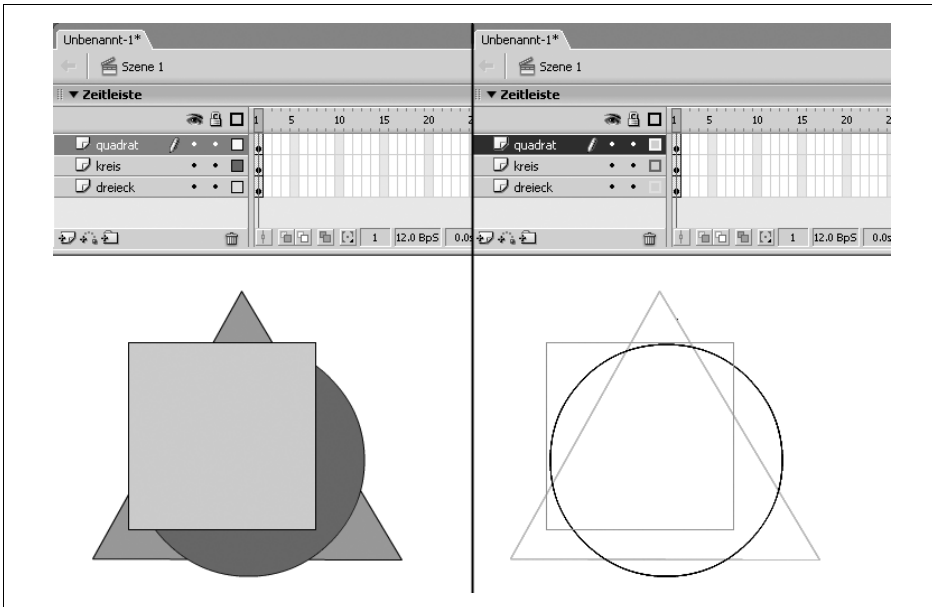 Unbenannt-1*
Szene 1
Zeitleiste
1 5 10 15 20 2
quadrat
kreis
dreieck
1 12.0 BpS 0.0s
Unbenannt-1*
Szene 1
Zeitleiste
1 5 10 15 20 2
quadrat
kreis
dreieck
1 12.0 BpS 0.0s